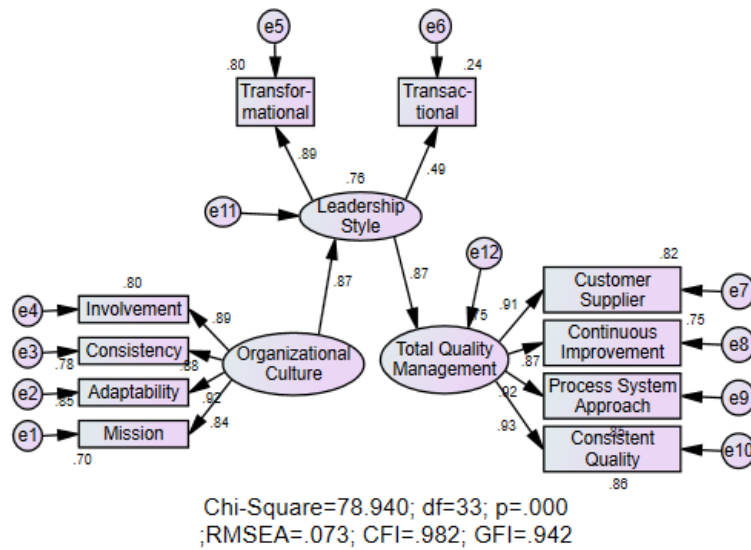 e5
e6
.80
.24
Transfor-
mational
Transac-
tional
.89
.49
.76
e11
Leadership
Style
e12
.87
.87
.82
.80
Customer
Supplier
e7
e4
Involvement
.89
.91
.75
.75
e3
Consistency
.88
Organizational
Culture
Total Quality
Management
.87
Continuous
Improvement
e8
.78
e2
Adaptability
.92
.92
Process System
Approach
e9
.85
e1
Mission
.84
.93
.85
Consistent
Quality
e10
.70
.86
Chi-Square=78.940; df=33; p=.000
;RMSEA=.073; CFI=.982; GFI=.942